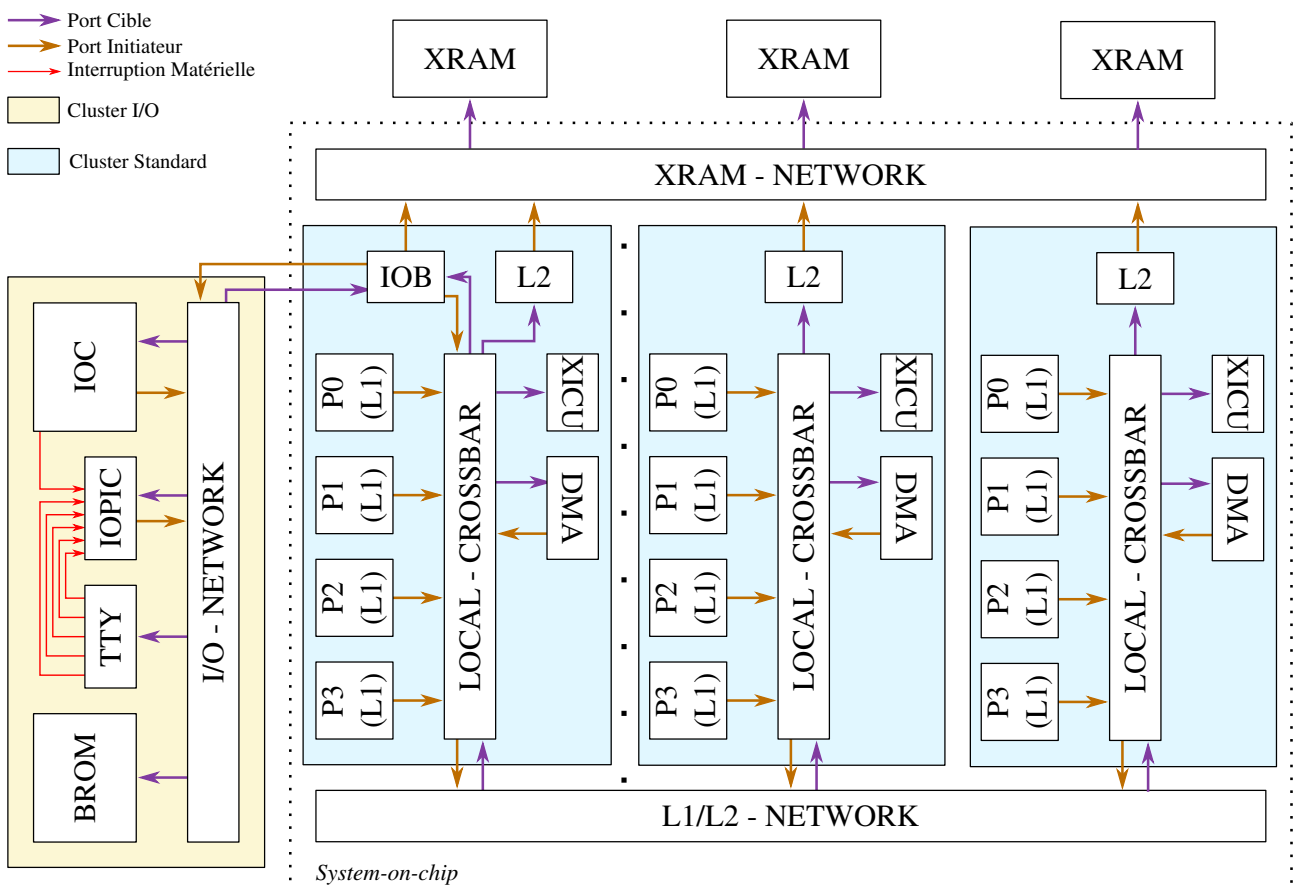 Port Cible
Port Initiateur
Interruption Matérielle
Cluster I/O
Cluster Standard
XRAM
XRAM
XRAM
XRAM - NETWORK
IOB
L2
L2
L2
IOC
IOPIC
TTY
BROM
I/O - NETWORK
P0
(L1)
P1
(L1)
P2
(L1)
P3
(L1)
LOCAL - CROSSBAR
XICU
DMA
P0
(L1)
P1
(L1)
P2
(L1)
P3
(L1)
LOCAL - CROSSBAR
XICU
DMA
P0
(L1)
P1
(L1)
P2
(L1)
P3
(L1)
LOCAL - CROSSBAR
XICU
DMA
L1/L2 - NETWORK
System-on-chip